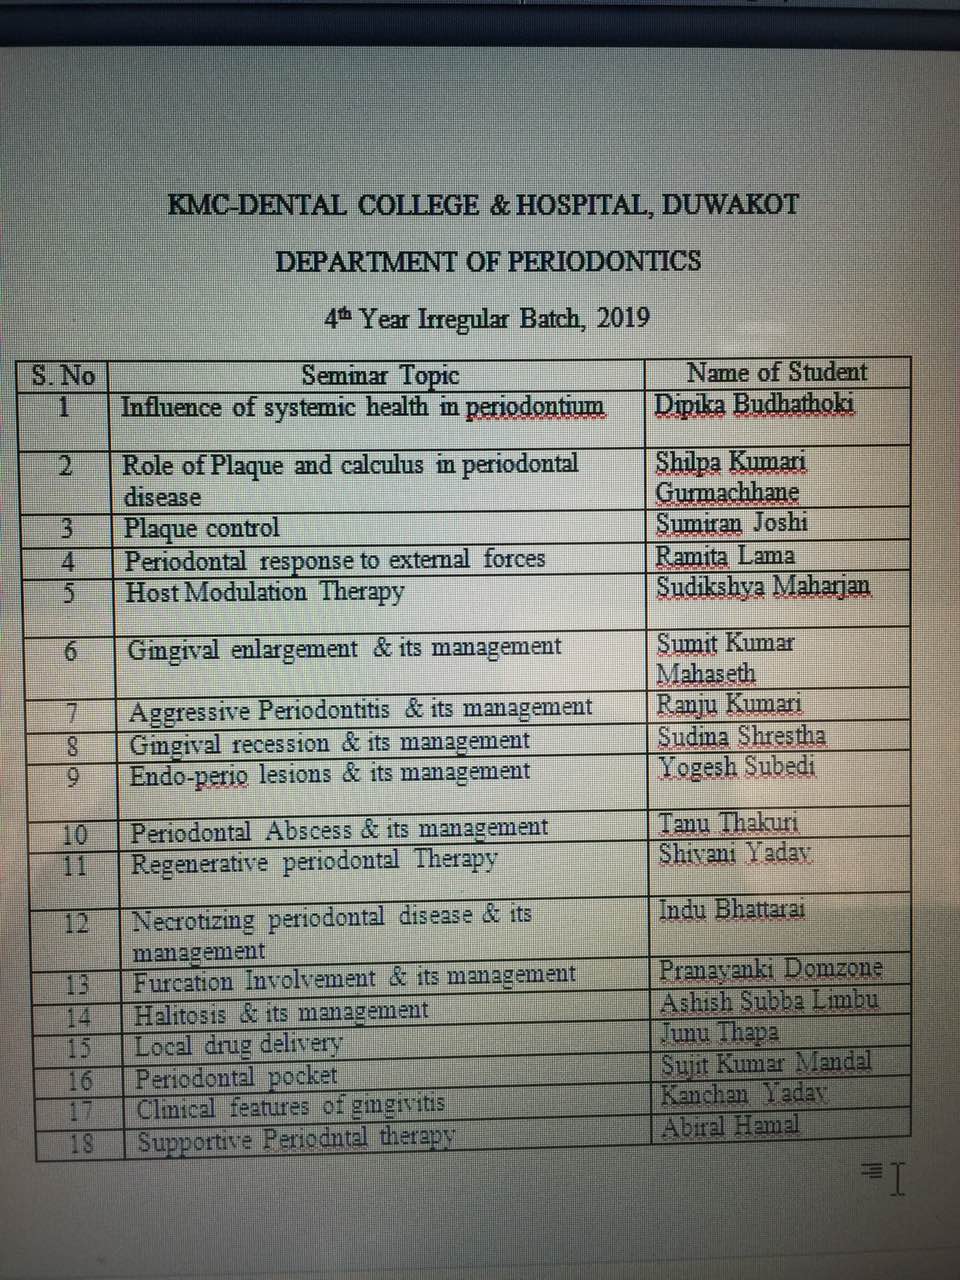 KMC-DENTAL COLLEGE & HOSPITAL, DUWAKOT
DEPARTMENT OF PERIODONTICS
4th Year Irregular Batch, 2019
S. No Seminar Topic Name of Student
1 Influence of systemic health in periodontium Dipika Budhathoki
2 Role of Plaque and calculus in periodontal Shilpa Kumari
disease Gurmachhane
3 Plaque control Sumiran Joshi
4 Periodontal response to external forces Ramita Lama
5 Host Modulation Therapy Sudikshya Maharjan
6 Gingival enlargement & its management Sumit Kumar
Mahaseth
7 Aggressive Periodontitis & its management Ranju Kumari
8 Gingival recession & its management Sudina Shrestha
9 Endo-perio lesions & its management Yogesh Subedi
10 Periodontal Abscess & its management Tanu Thakuri
11 Regenerative periodontal Therapy Shivani Yadav
12 Necrotizing periodontal disease & its Indu Bhattarai
management
13 Furcation Involvement & its management Pranayanki Domzone
14 Halitosis & its management Ashish Subba Limbu
15 Local drug delivery Junu Thapa
16 Periodontal pocket Sujit Kumar Mandal
17 Clinical features of gingivitis Kanchan Yadav
18 Supportive Periodntal therapy Abiral Hamal